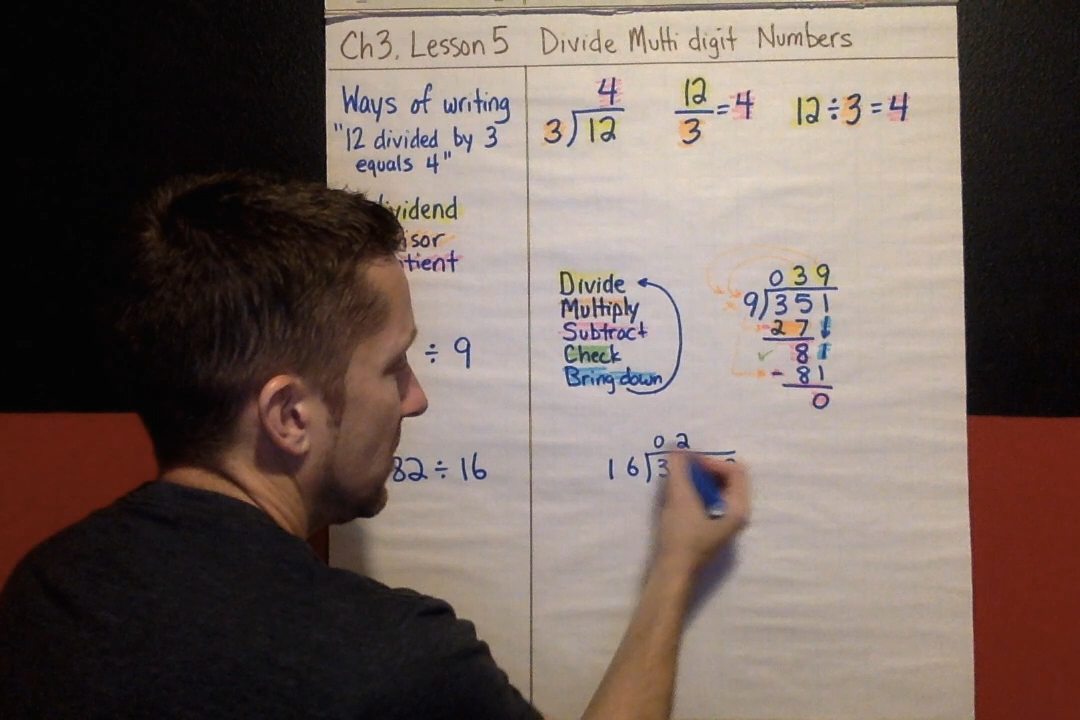 Ch3, Lesson 5 Divide Multi digit Numbers
Ways of writing
"12 divided by 3
equals 4"
4
3)12
12
3
=4
12÷3=4
vidend
isor
tient
÷ 9
Divide
Multiply
Subtract
Check
Bring down
039
9)351
-27
81
-81
0
82÷16
02
16)3